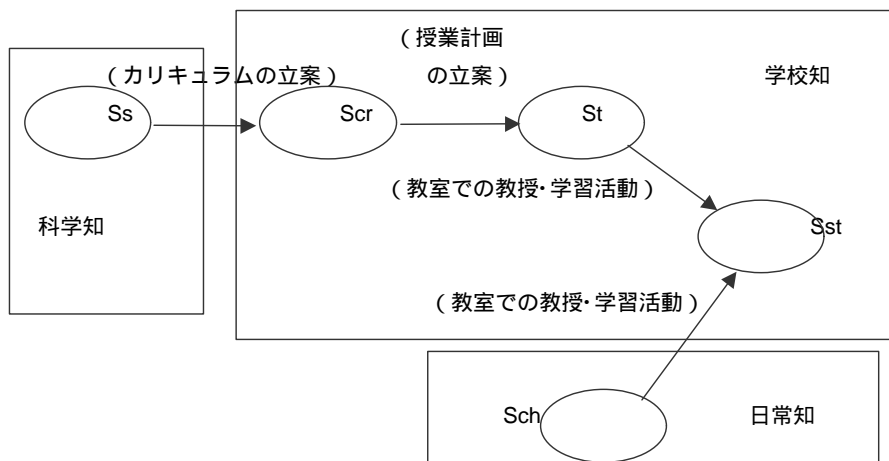 (授業計画
(カリキュラムの立案)
の立案)
学校知
Ss
Scr
St
(教室での教授・学習活動)
科学知
Sst
(教室での教授・学習活動)
Sch
日常知